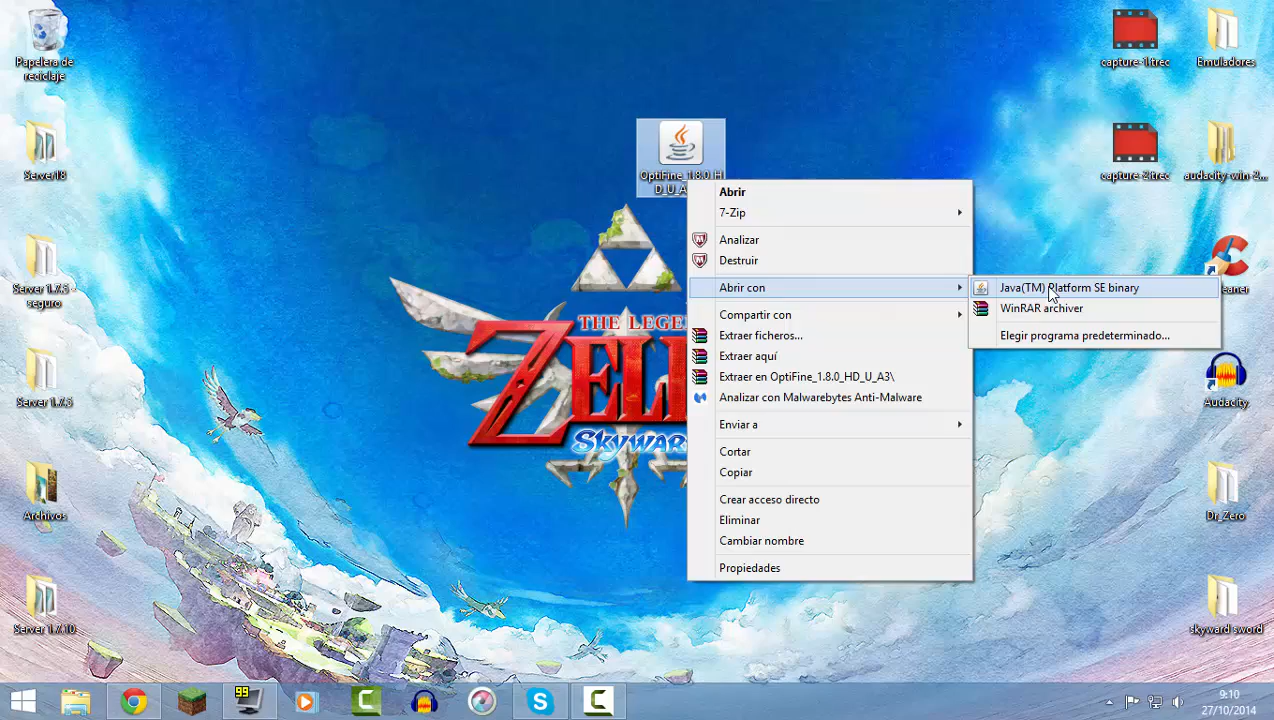 Papelera de
reciclaje
Server18
Server 1.7.5 -
seguro
Server 1.7.5
Archivos
Server 1.7.10
OptiFine_1.8.0_H
D_U_A
THE LEGE
ZEL
SKYWAR
Abrir
7-Zip
Analizar
Destruir
Abrir con
Compartir con
Extraer ficheros...
Extraer aquí
Extraer en OptiFine_1.8.0_HD_U_A3\
Analizar con Malwarebytes Anti-Malware
Enviar a
Cortar
Copiar
Crear acceso directo
Eliminar
Cambiar nombre
Propiedades
Java(TM) Platform SE binary
WinRAR archiver
Elegir programa predeterminado...
capture-1.trec
Emuladores
capture-2.trec
audacity-win-2...
eaner
Audacity
Dr_Zero
skyward sword
99
9:10
27/10/2014